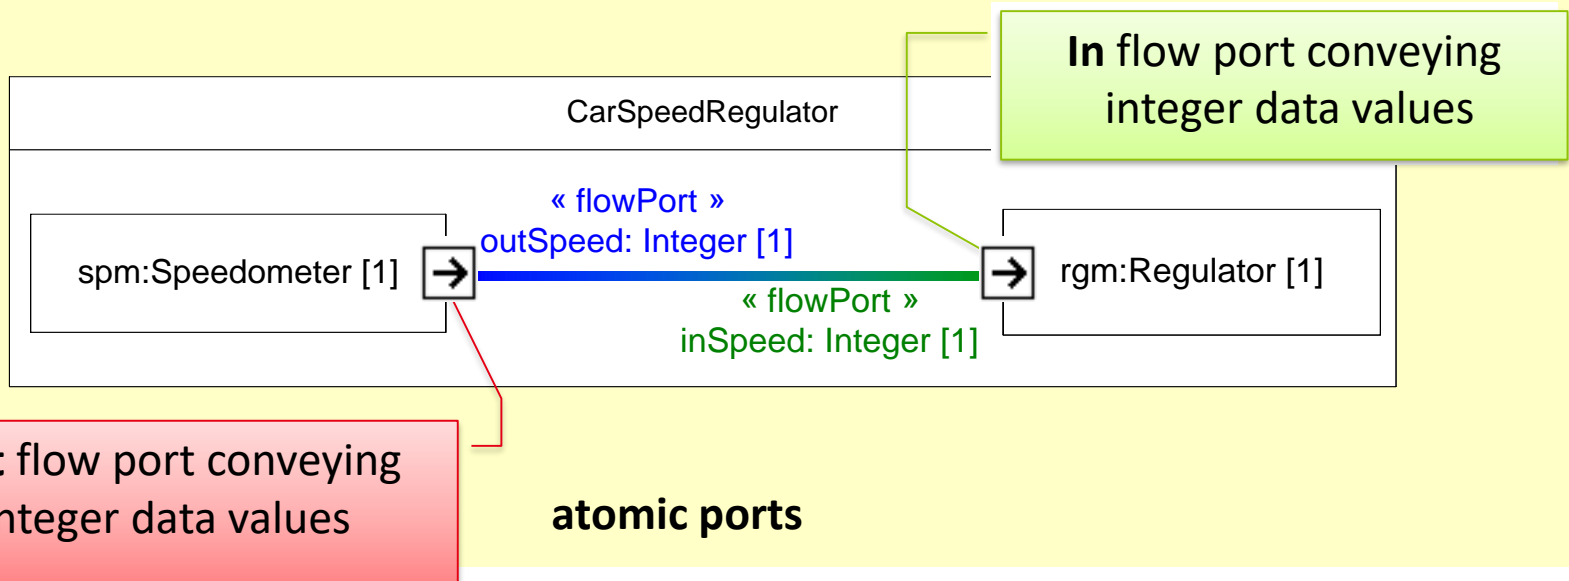 In flow port conveying
integer data values
CarSpeedRegulator
« flowPort »
outSpeed: Integer [1]
spm:Speedometer [1]
rgm:Regulator [1]
« flowPort »
inSpeed: Integer [1]
flow port conveying
nteger data values
atomic ports